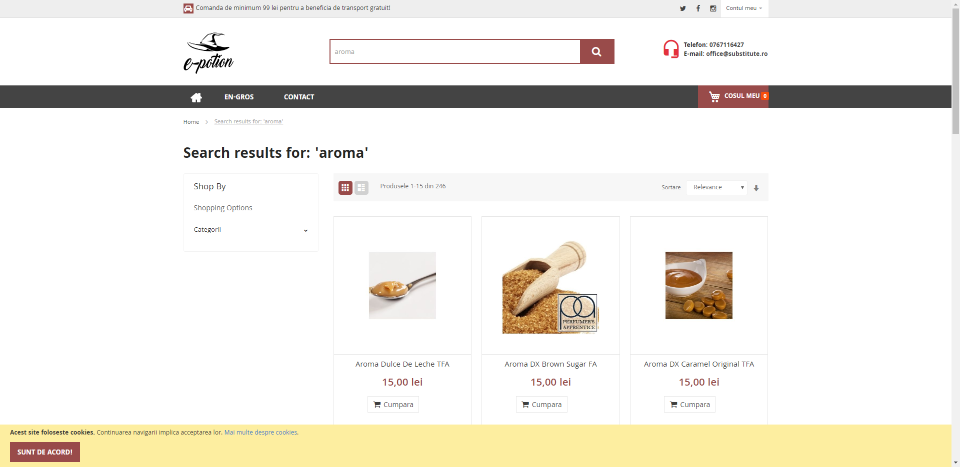 Comanda de minimum 99 lei pentru a beneficia de transport gratuit!
Contul meu
e-potion
aroma
Telefon: 0767116427
E-mail: office@substitute.ro
EN-GROS
CONTACT
COSUL MEU 0
Home > Search results for: 'aroma'
Search results for: 'aroma'
Shop By
Shopping Options
Categorii
Produsele 1-15 din 246
Sortare
Relevance
PERFUMER'S
APPRENTICE
Aroma Dulce De Leche TFA
Aroma DX Brown Sugar FA
Aroma DX Caramel Original TFA
15,00 lei
15,00 lei
15,00 lei
Cumpara
Cumpara
Cumpara
Acest site foloseste cookies. Continuarea navigarii implica acceptarea lor. Mai multe despre cookies.
SUNT DE ACORD!